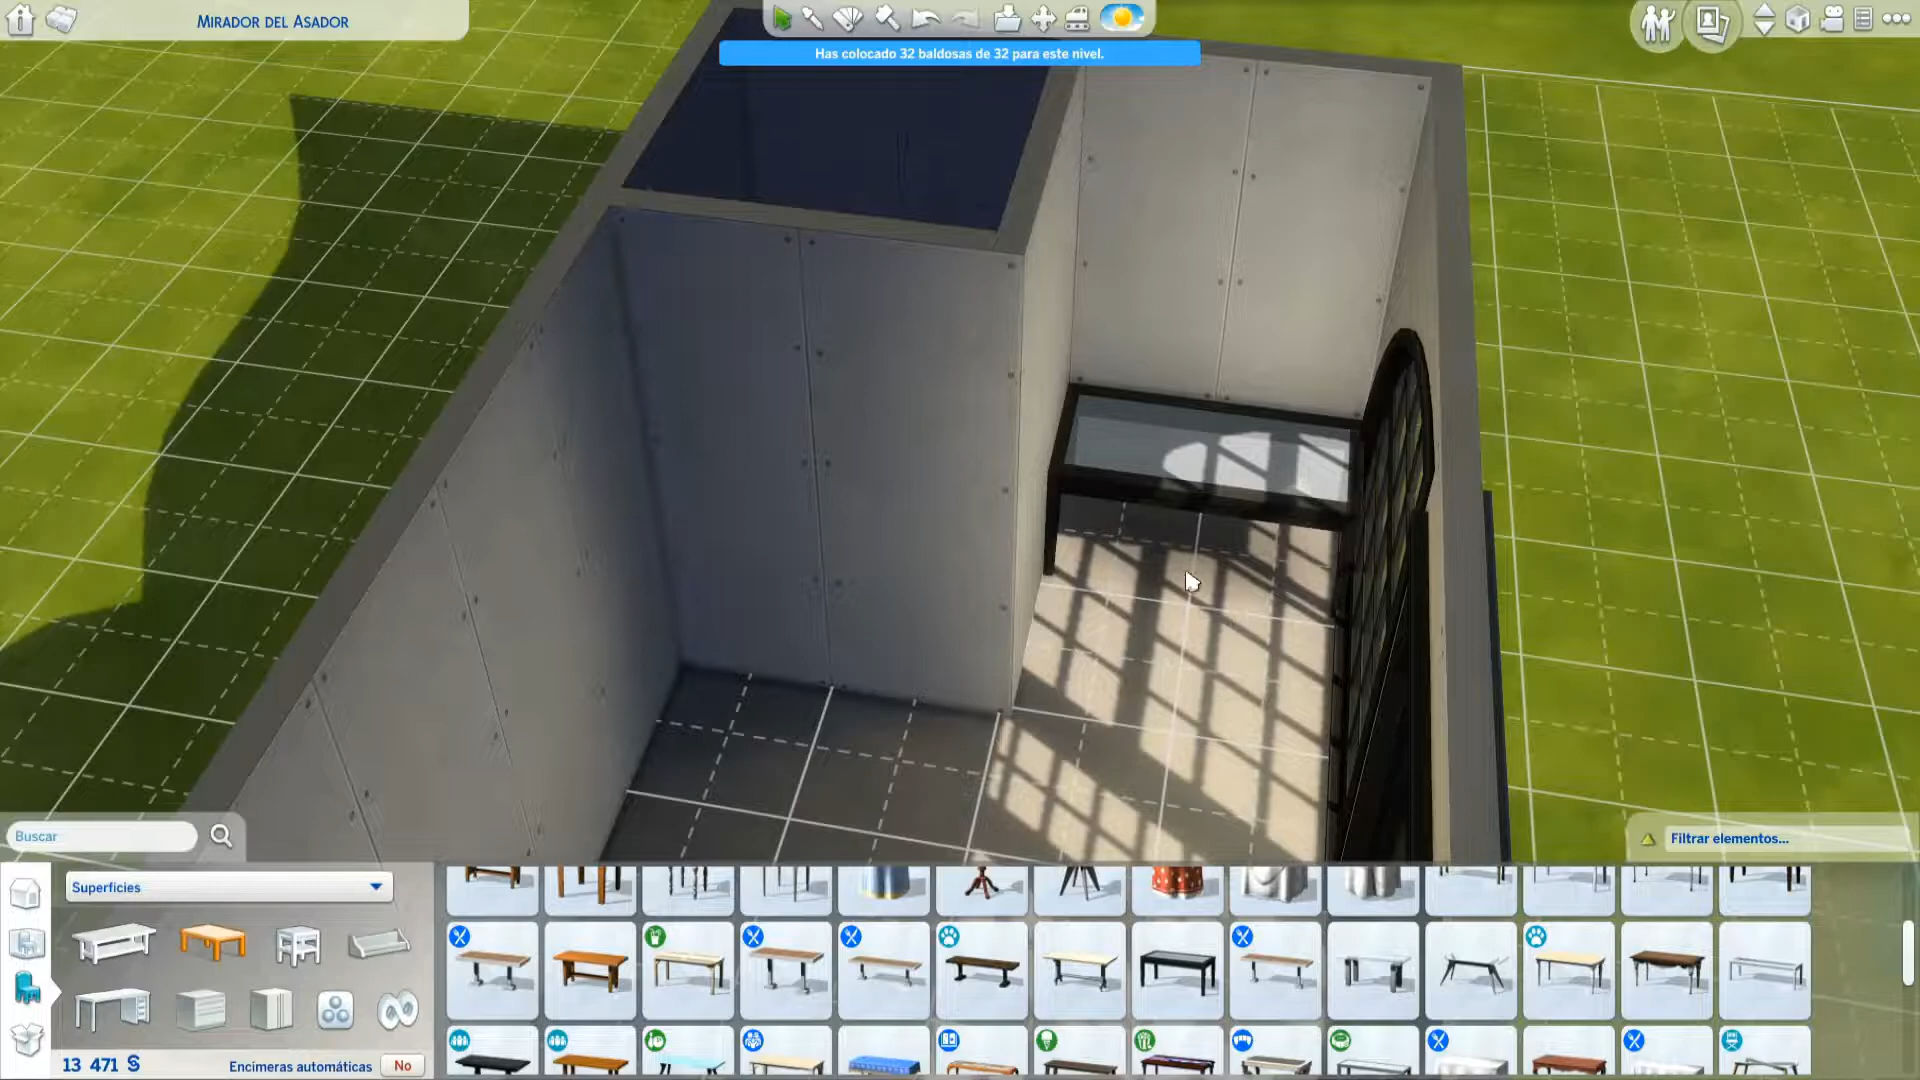 Mirador del Asador
Has colocado 32 baldosas de 32 para este nivel.
Buscar
Filtrar elementos...
Superficies
13 471 §
Encimeras automáticas
No